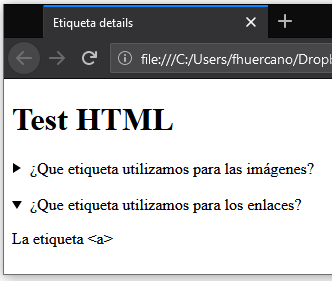 Etiqueta details
file:///C:/Users/fhuercano/Dropb
Test HTML
¿Que etiqueta utilizamos para las imágenes?
¿Que etiqueta utilizamos para los enlaces?
La etiqueta <a>